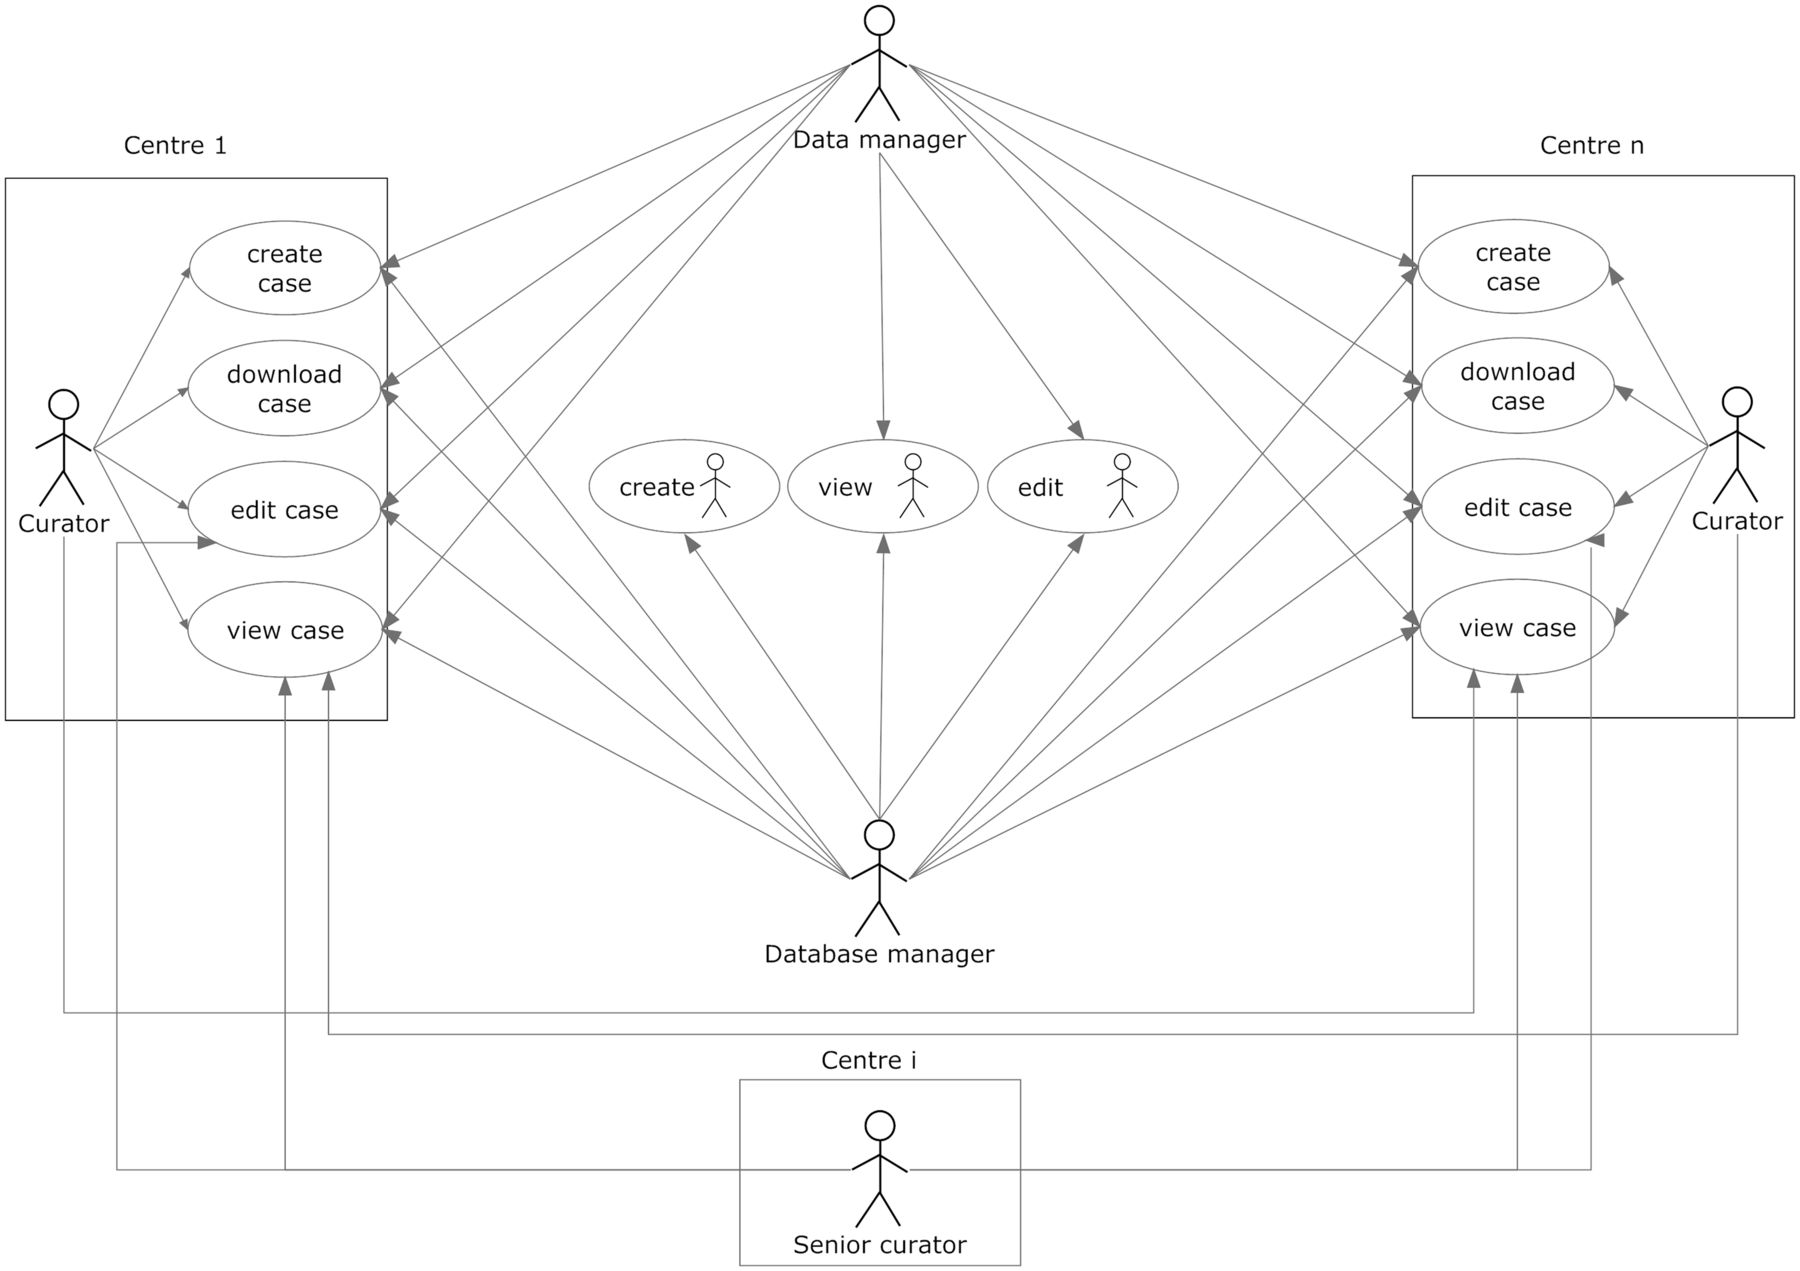 Data manager
Centre 1
Centre n
create
case
download
case
edit case
view case
Curator
create
view
edit
create
case
download
case
edit case
view case
Curator
Database manager
Centre i
Senior curator